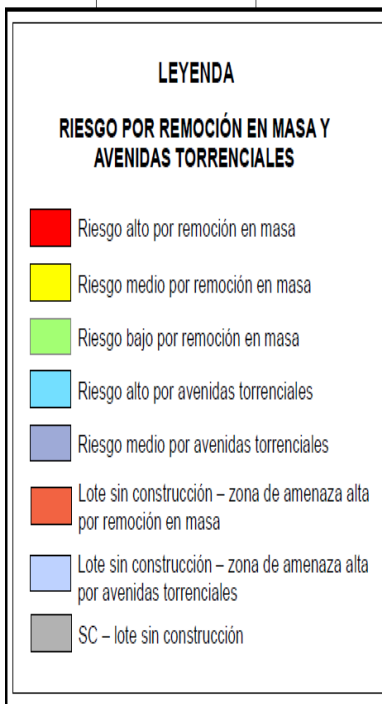 LEYENDA
RIESGO POR REMOCIÓN EN MASA Y
AVENIDAS TORRENCIALES
Riesgo alto por remoción en masa
Riesgo medio por remoción en masa
Riesgo bajo por remoción en masa
Riesgo alto por avenidas torrenciales
Riesgo medio por avenidas torrenciales
Lote sin construcción – zona de amenaza alta
por remoción en masa
Lote sin construcción – zona de amenaza alta
por avenidas torrenciales
SC – lote sin construcción